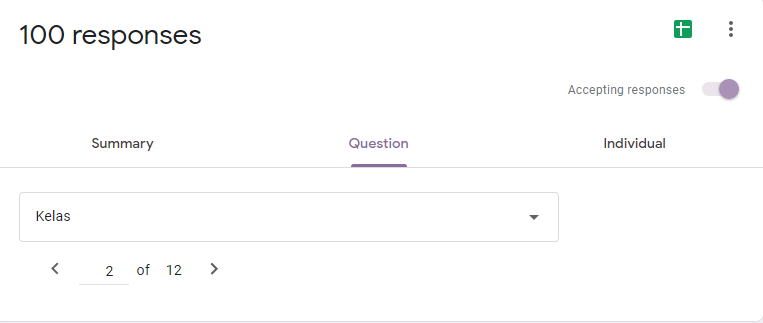 100 responses
Accepting responses
Summary Question Individual
Kelas
2 of 12